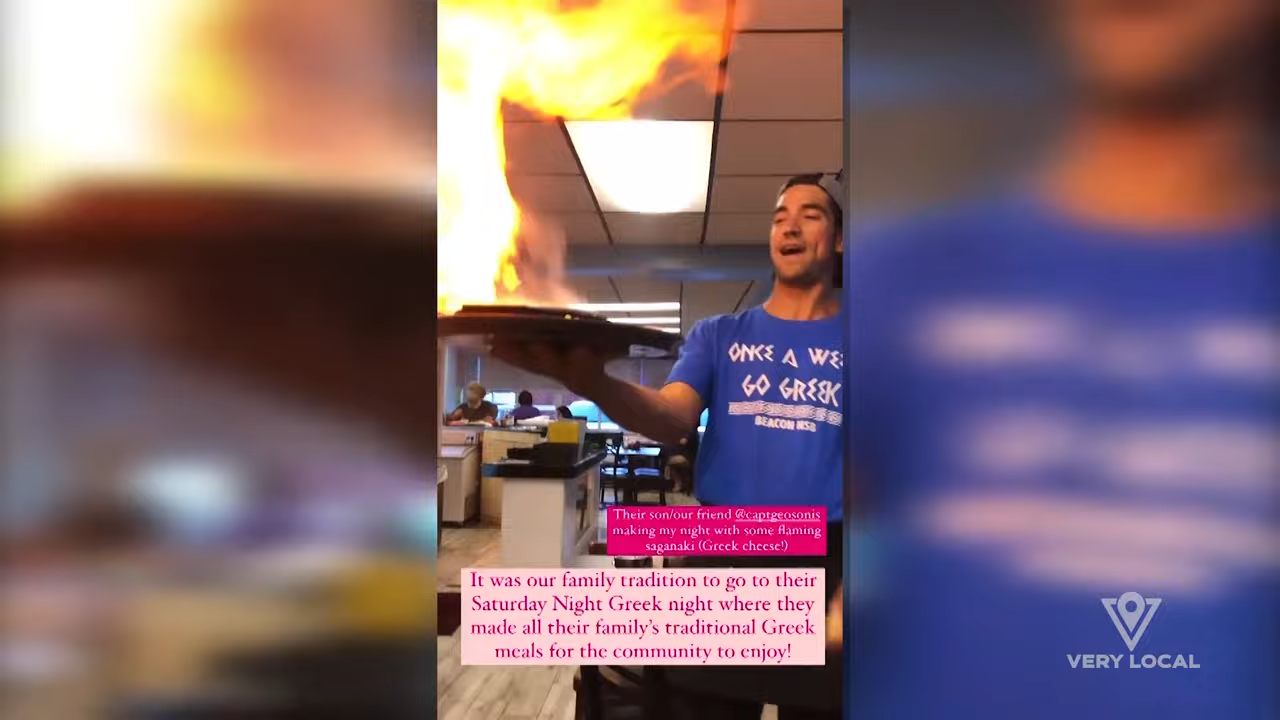 ONCE A WEE
GO GREEK
BEACON NSB
Their son/our friend @captgeosonis
making my night with some flaming
saganaki (Greek cheese!)
It was our family tradition to go to their
Saturday Night Greek night where they
made all their family's traditional Greek
meals for the community to enjoy!
VERY LOCAL